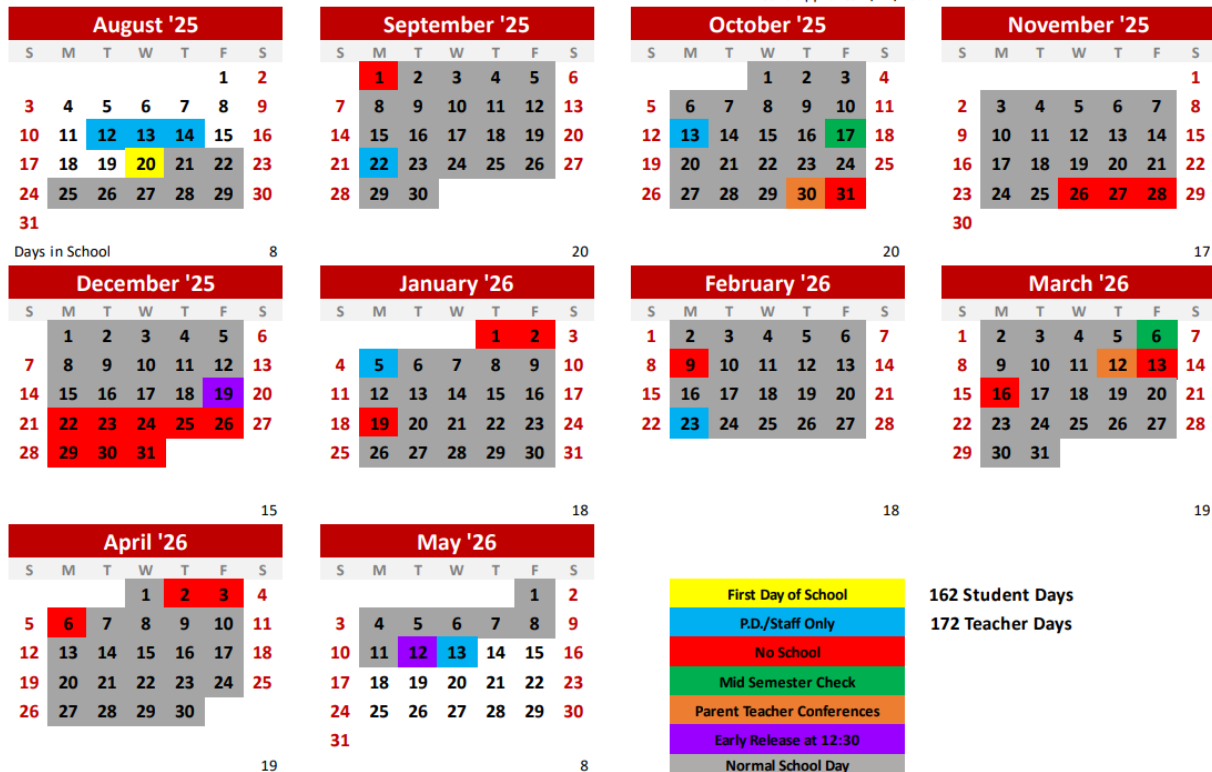 August '25 September '25 October '25 November '25
S M T W T F S S M T W T F S S M T W T F S S M T W T F S
1 2 1 2 3 4 5 6 1 2 3 4 1
3 4 5 6 7 8 9 7 8 9 10 11 12 13 5 6 7 8 9 10 11 2 3 4 5 6 7 8
10 11 12 13 14 15 16 14 15 16 17 18 19 20 12 13 14 15 16 17 18 9 10 11 12 13 14 15
17 18 19 20 21 22 23 21 22 23 24 25 26 27 19 20 21 22 23 24 25 16 17 18 19 20 21 22
24 25 26 27 28 29 30 28 29 30 26 27 28 29 30 31 23 24 25 26 27 28 29
31 30
Days in School 8 20 20 17
December '25 January '26 February '26 March '26
S M T W T F S S M T W T F S S M T W T F S S M T W T F S
1 2 3 4 5 6 1 2 3 1 2 3 4 5 6 7 1 2 3 4 5 6 7
7 8 9 10 11 12 13 4 5 6 7 8 9 10 8 9 10 11 12 13 14 8 9 10 11 12 13 14
14 15 16 17 18 19 20 11 12 13 14 15 16 17 15 16 17 18 19 20 21 15 16 17 18 19 20 21
21 22 23 24 25 26 27 18 19 20 21 22 23 24 22 23 24 25 26 27 28 22 23 24 25 26 27 28
28 29 30 31 25 26 27 28 29 30 31 29 30 31
15 18 18 19
April '26 May '26
S M T W T F S S M T W T F S
1 2 3 4 1 2 First Day of School 162 Student Days
5 6 7 8 9 10 11 3 4 5 6 7 8 9 P.D./Staff Only 172 Teacher Days
12 13 14 15 16 17 18 10 11 12 13 14 15 16 No School
19 20 21 22 23 24 25 17 18 19 20 21 22 23 Mid Semester Check
26 27 28 29 30 24 25 26 27 28 29 30 Parent Teacher Conferences
31 Early Release at 12:30
19 8 Normal School Day